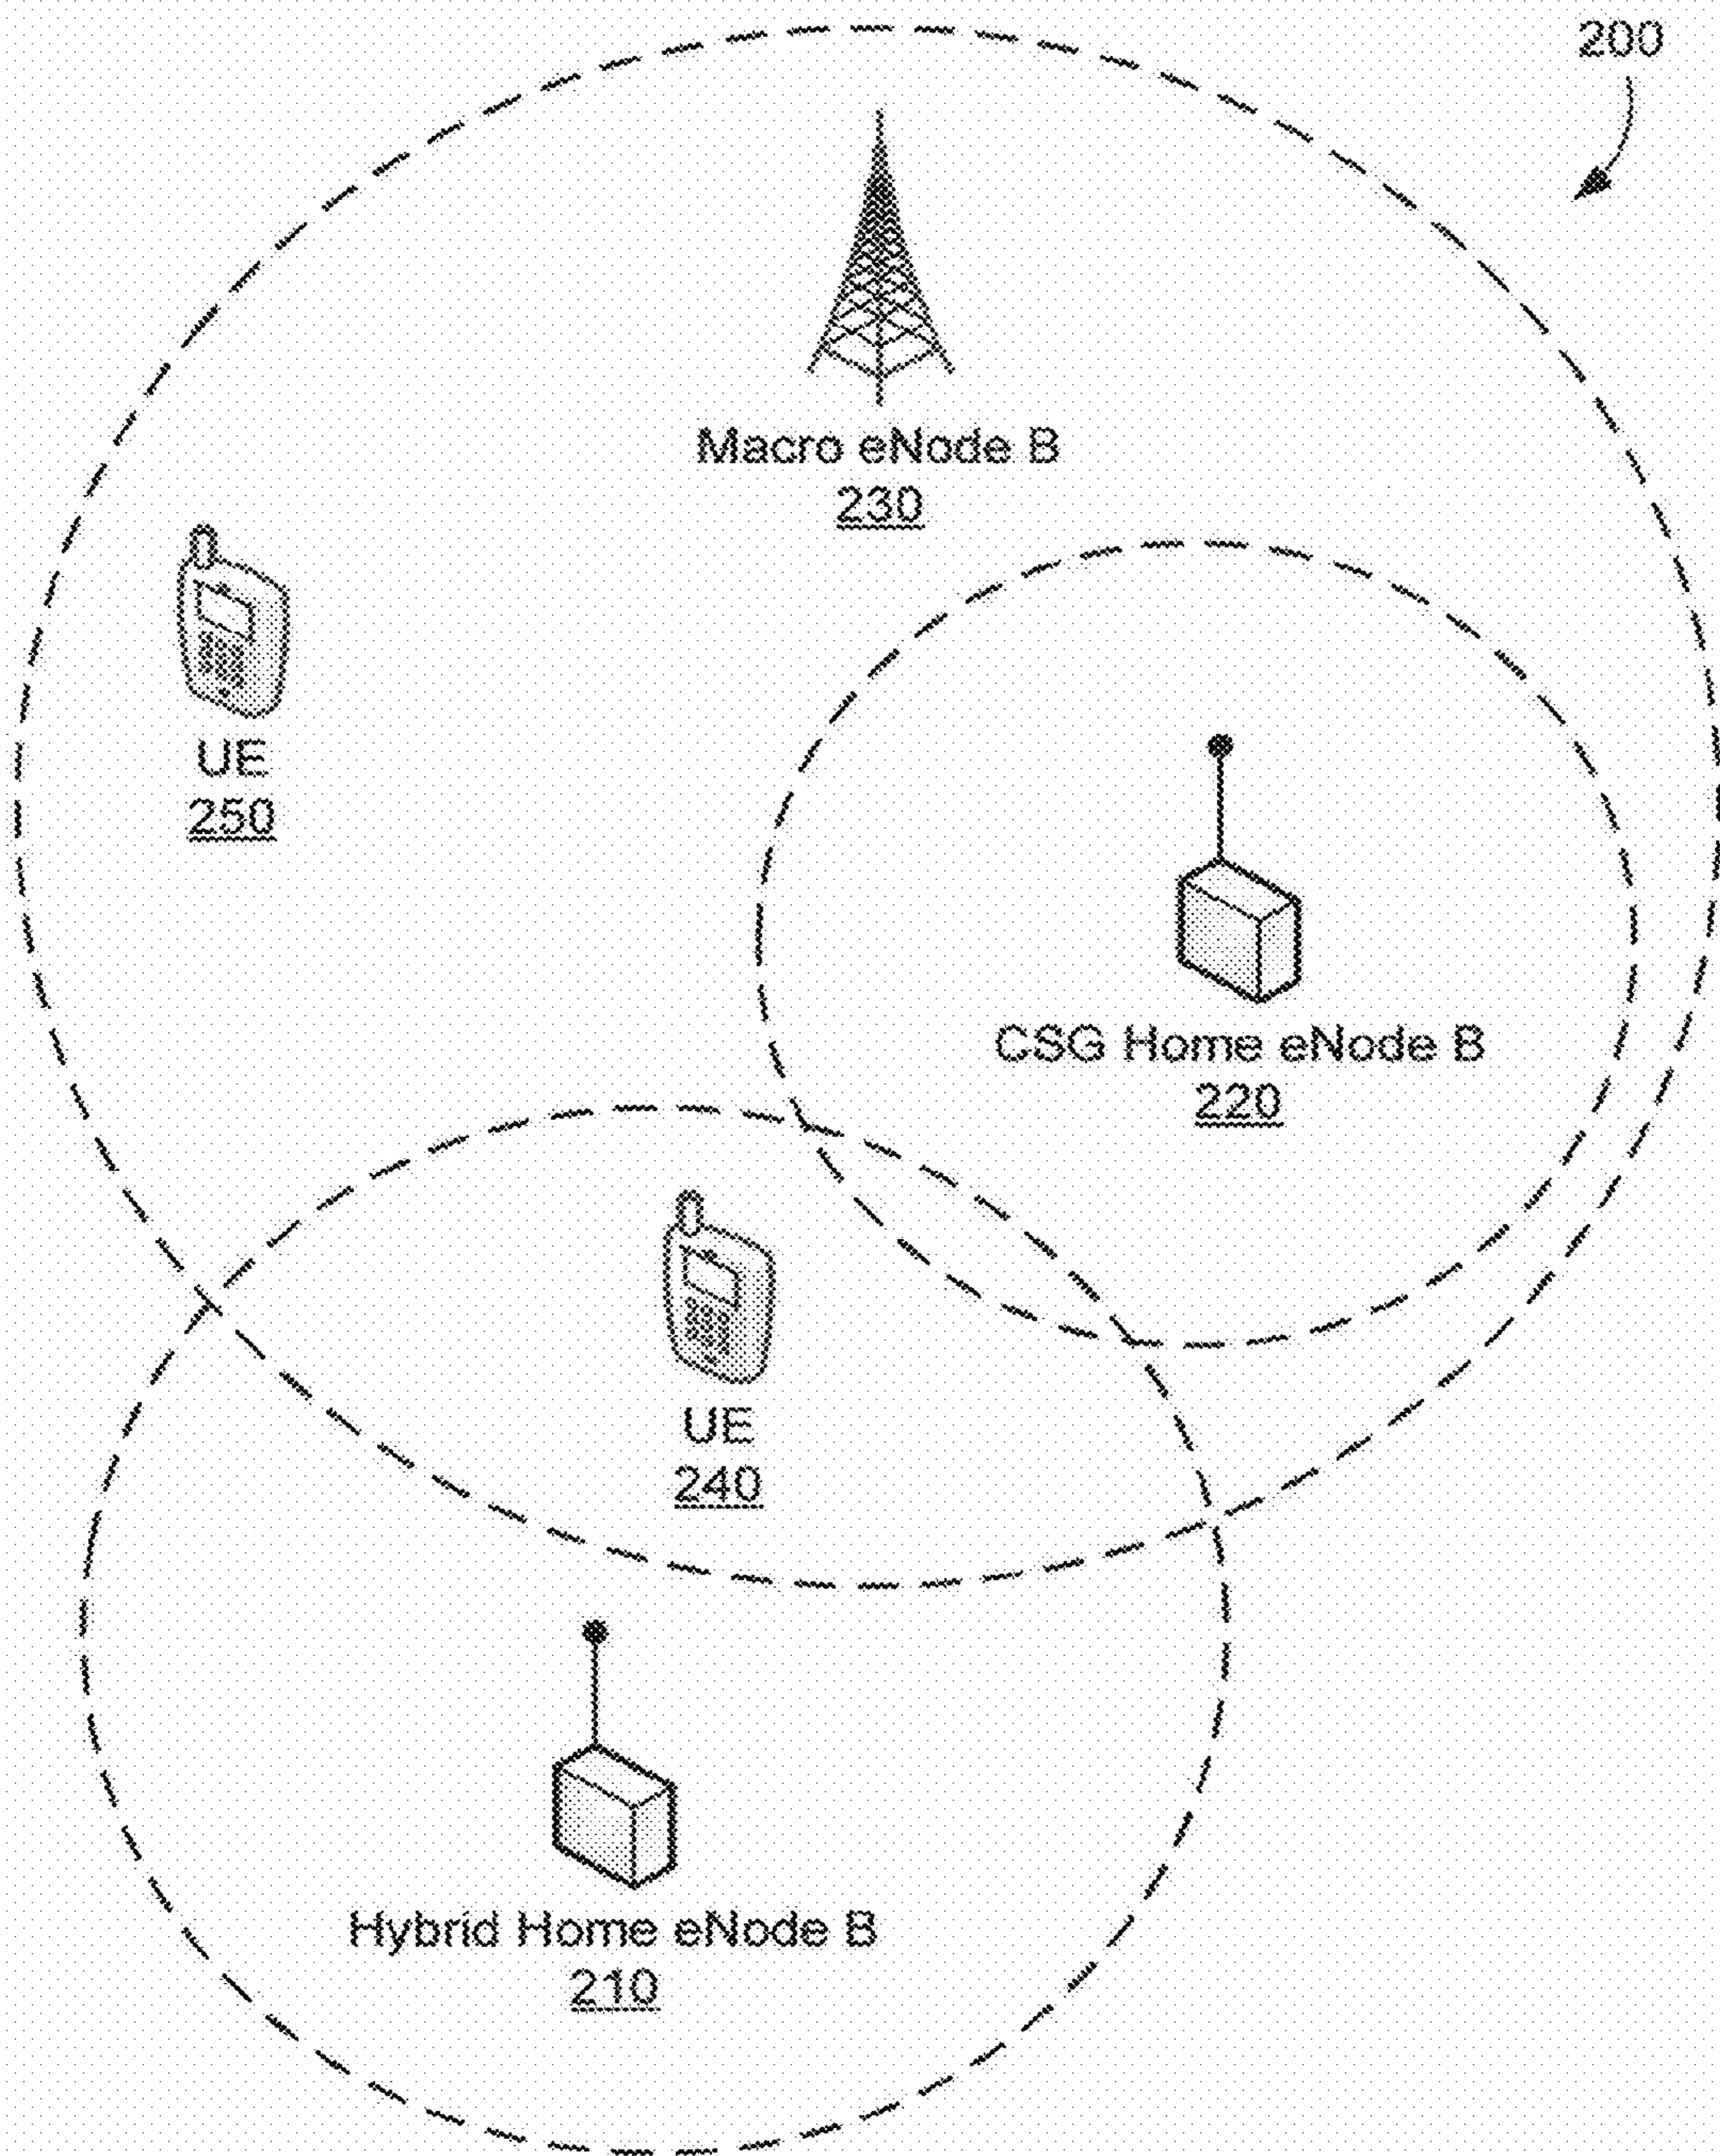 200
Macro eNode B
230
UE
250
CSG Home eNode B
220
UE
240
Hybrid Home eNode B
210